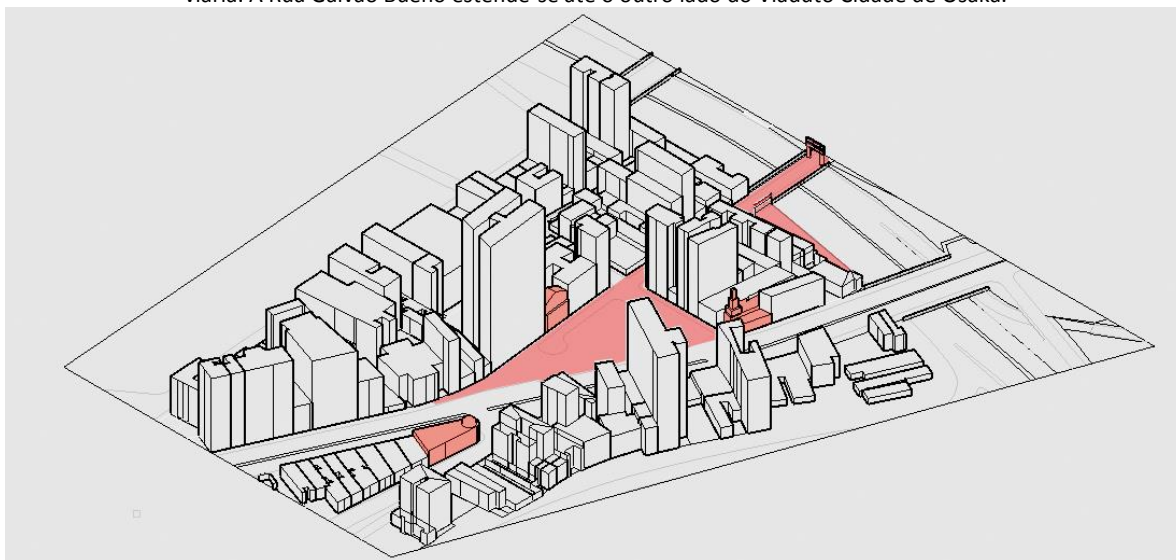 viária. A Rua Galvão Bueno estende-se até o outro lado do Viaduto Cidade de Osaka.